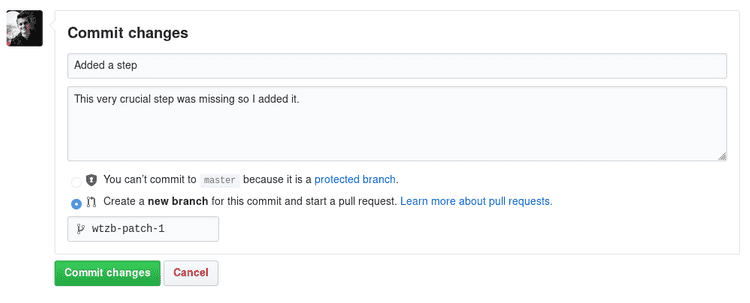 Commit changes
Added a step
This very crucial step was missing so I added it.
You can’t commit to master because it is a protected branch.
Create a new branch for this commit and start a pull request. Learn more about pull requests.
wtzb-patch-1
Commit changes Cancel